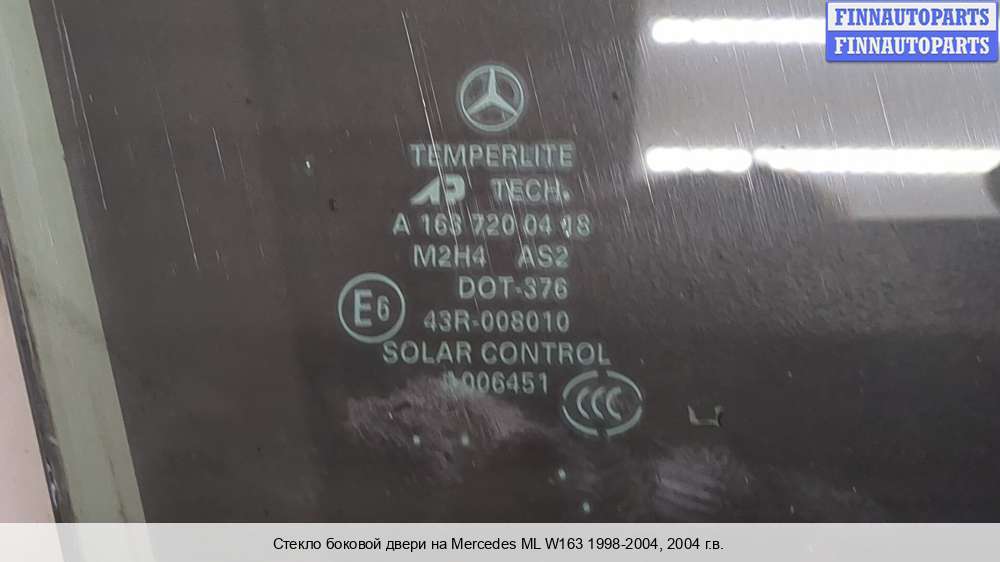 FINNAUTOPARTS
FINNAUTOPARTS
TEMPERLITE
AP TECH.
A 163 720 04 18
M2H4 AS2
DOT-376
E6
43R-008010
SOLAR CONTROL
006451
CCC
Стекло боковой двери на Mercedes ML W163 1998-2004, 2004 г.в.